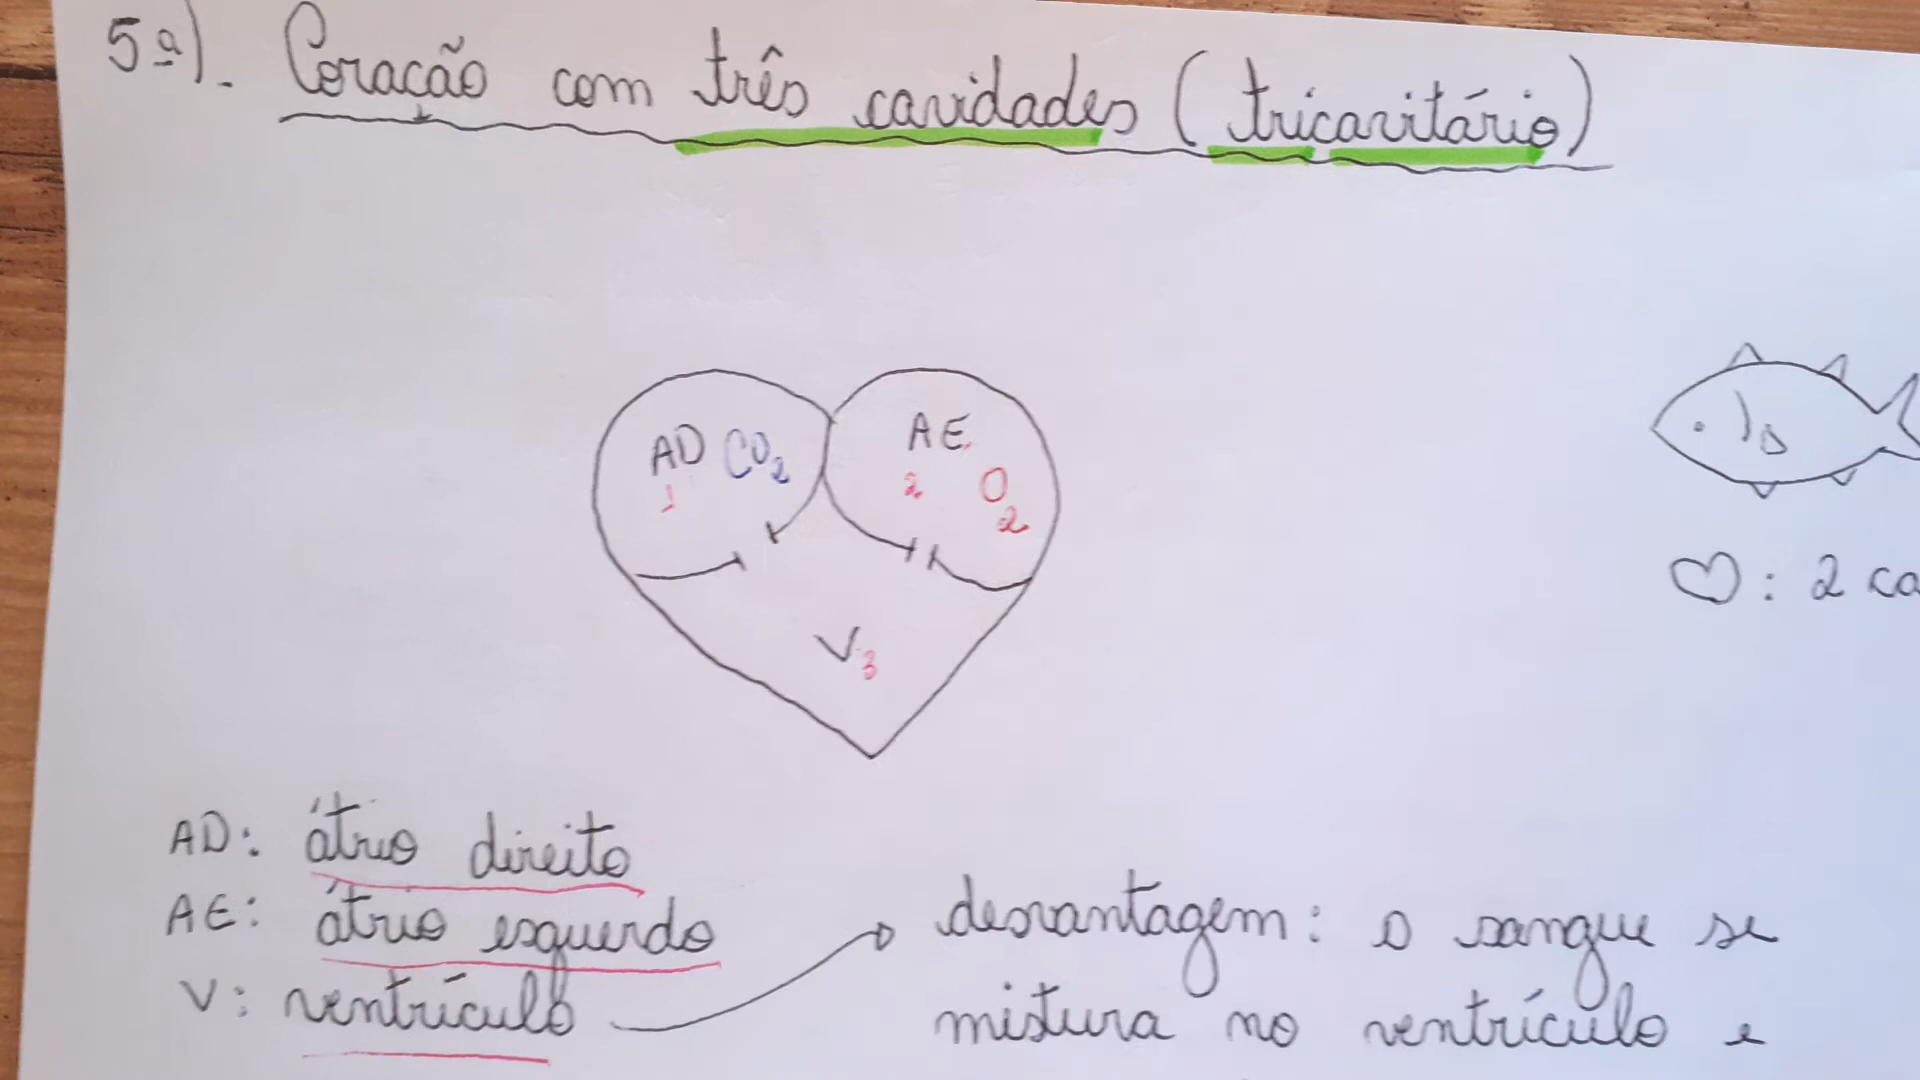 5ª). Coração com três cavidades (tricavitário)
AD CO2
1
AE
2 O2
V3
♡: 2 ca
AD: átrio direito
AE: átrio esquerdo
V: ventrículo
desvantagem: o sangue se
mistura no ventrículo e